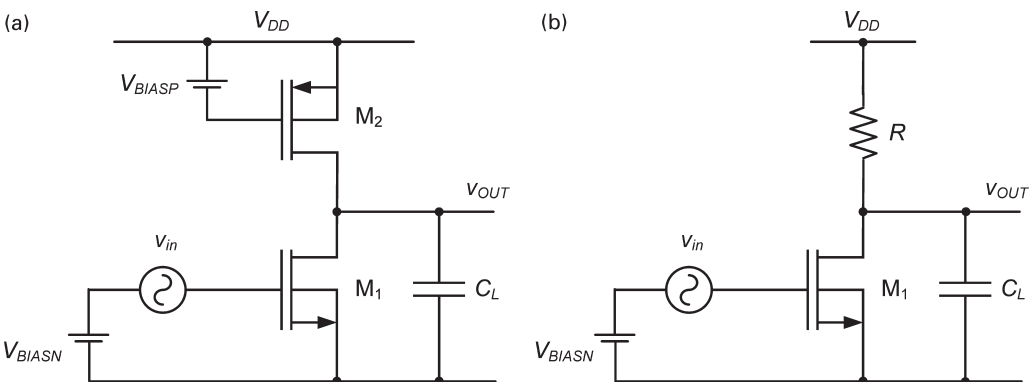 (a)
V_DD
V_BIASP
M_2
v_OUT
v_in
M_1
C_L
V_BIASN
(b)
V_DD
R
v_OUT
v_in
M_1
C_L
V_BIASN